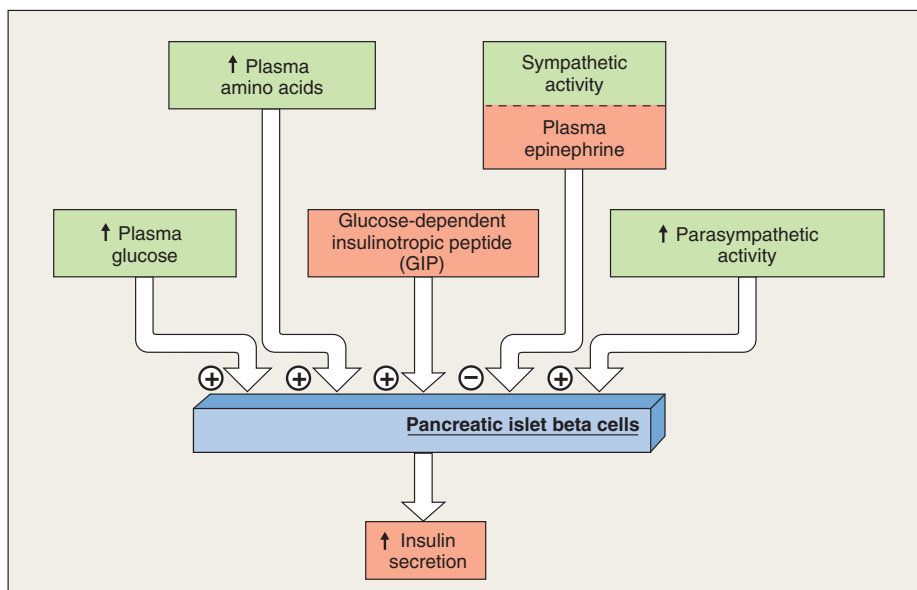 ↑ Plasma
amino acids
Sympathetic
activity
Plasma
epinephrine
↑ Plasma
glucose
Glucose-dependent
insulinotropic peptide
(GIP)
↑ Parasympathetic
activity
+ + + − +
Pancreatic islet beta cells
↑ Insulin
secretion